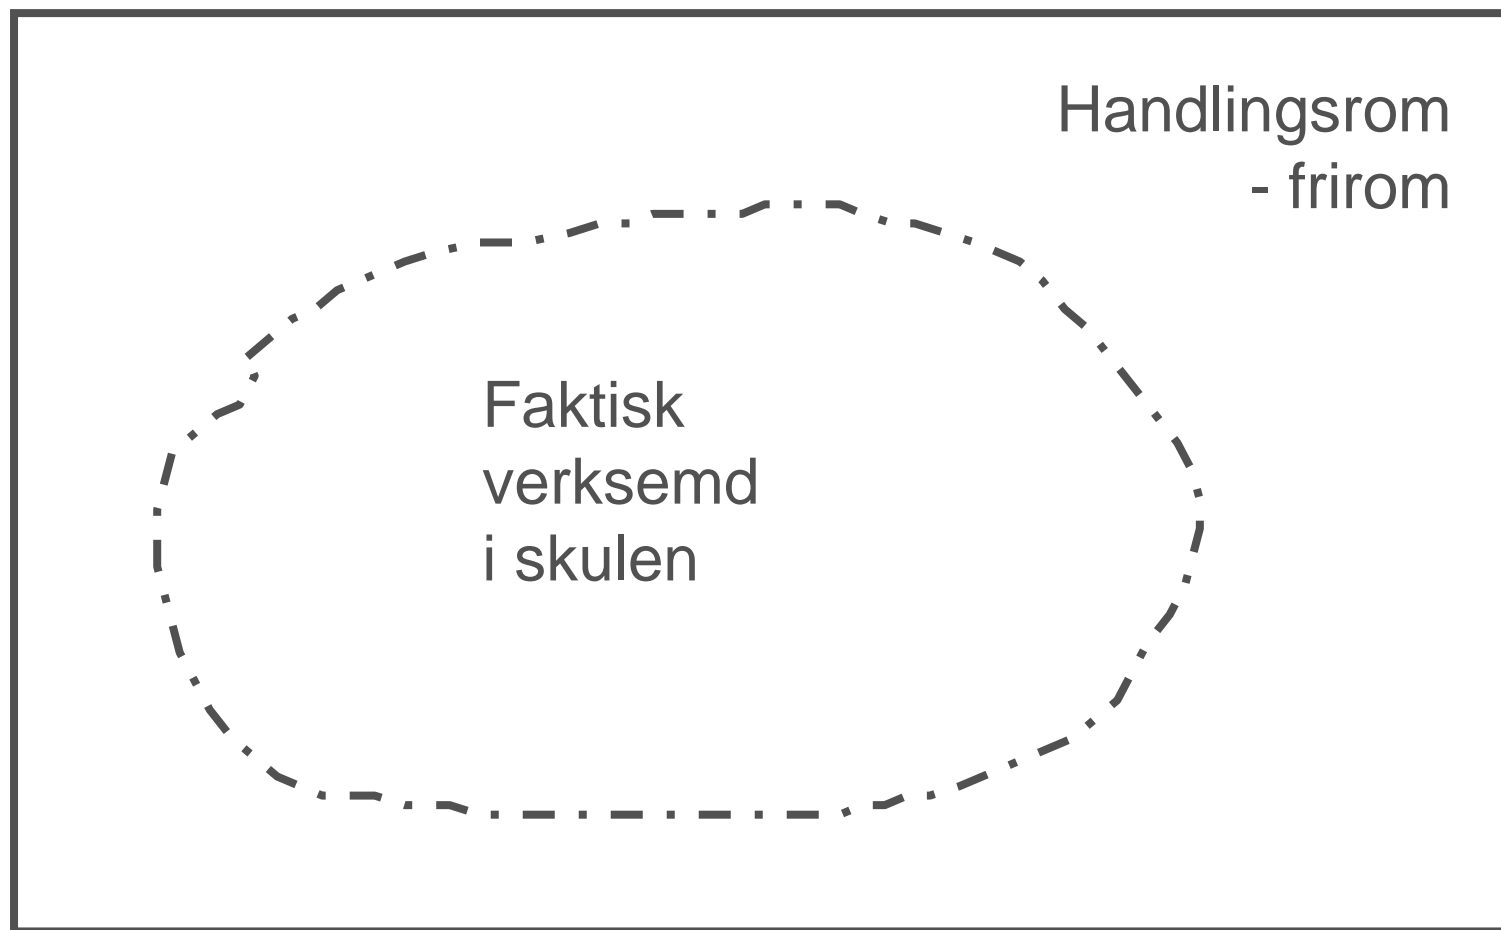 Handlingsrom
- frirom
Faktisk
verksemd
i skulen